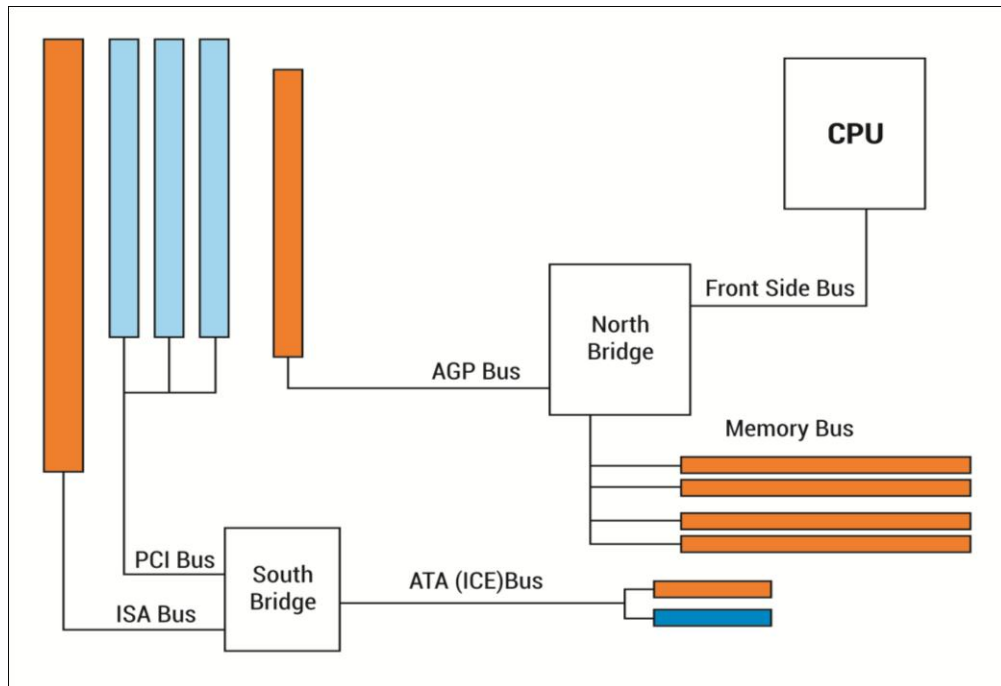 CPU
Front Side Bus
North
Bridge
AGP Bus
Memory Bus
PCI Bus
South
Bridge
ATA (ICE)Bus
ISA Bus